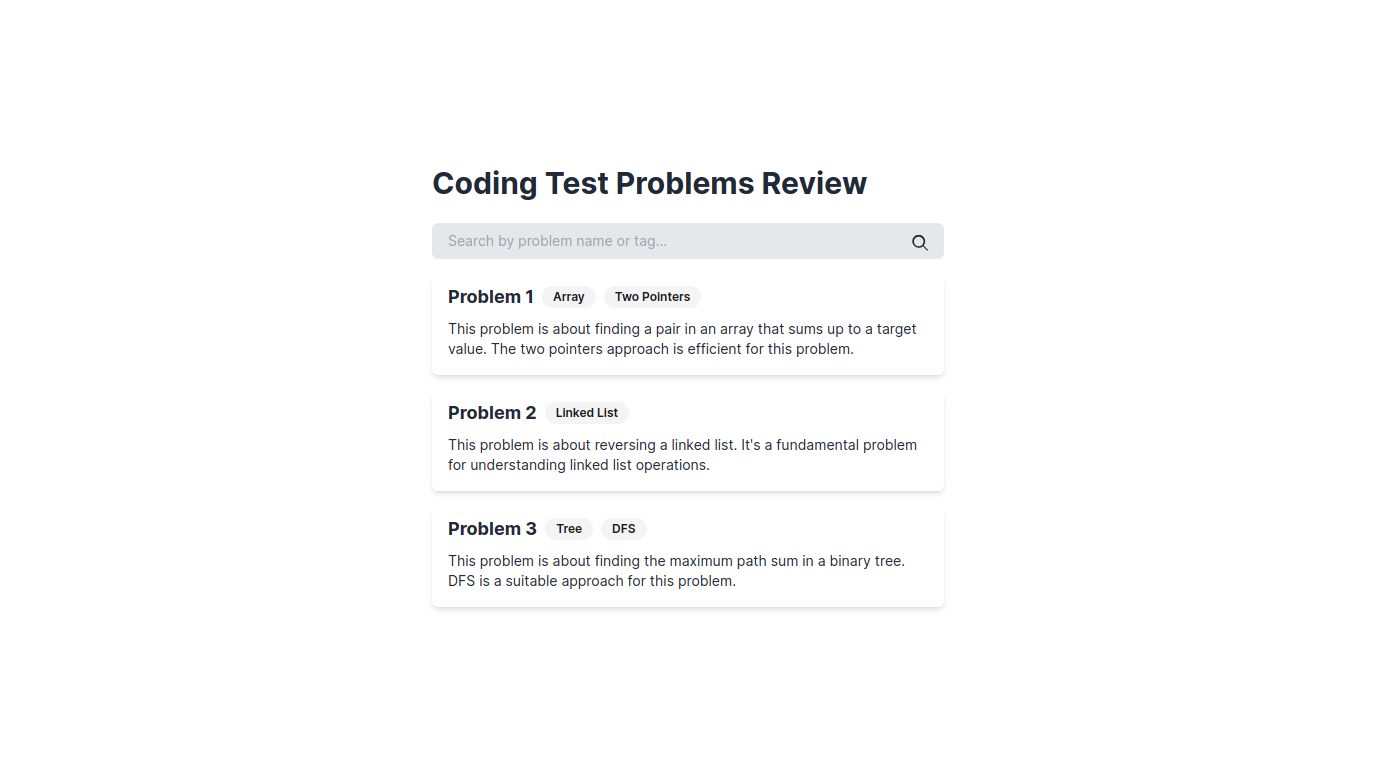 Coding Test Problems Review
Search by problem name or tag...
Problem 1 Array Two Pointers
This problem is about finding a pair in an array that sums up to a target
value. The two pointers approach is efficient for this problem.
Problem 2 Linked List
This problem is about reversing a linked list. It's a fundamental problem
for understanding linked list operations.
Problem 3 Tree DFS
This problem is about finding the maximum path sum in a binary tree.
DFS is a suitable approach for this problem.